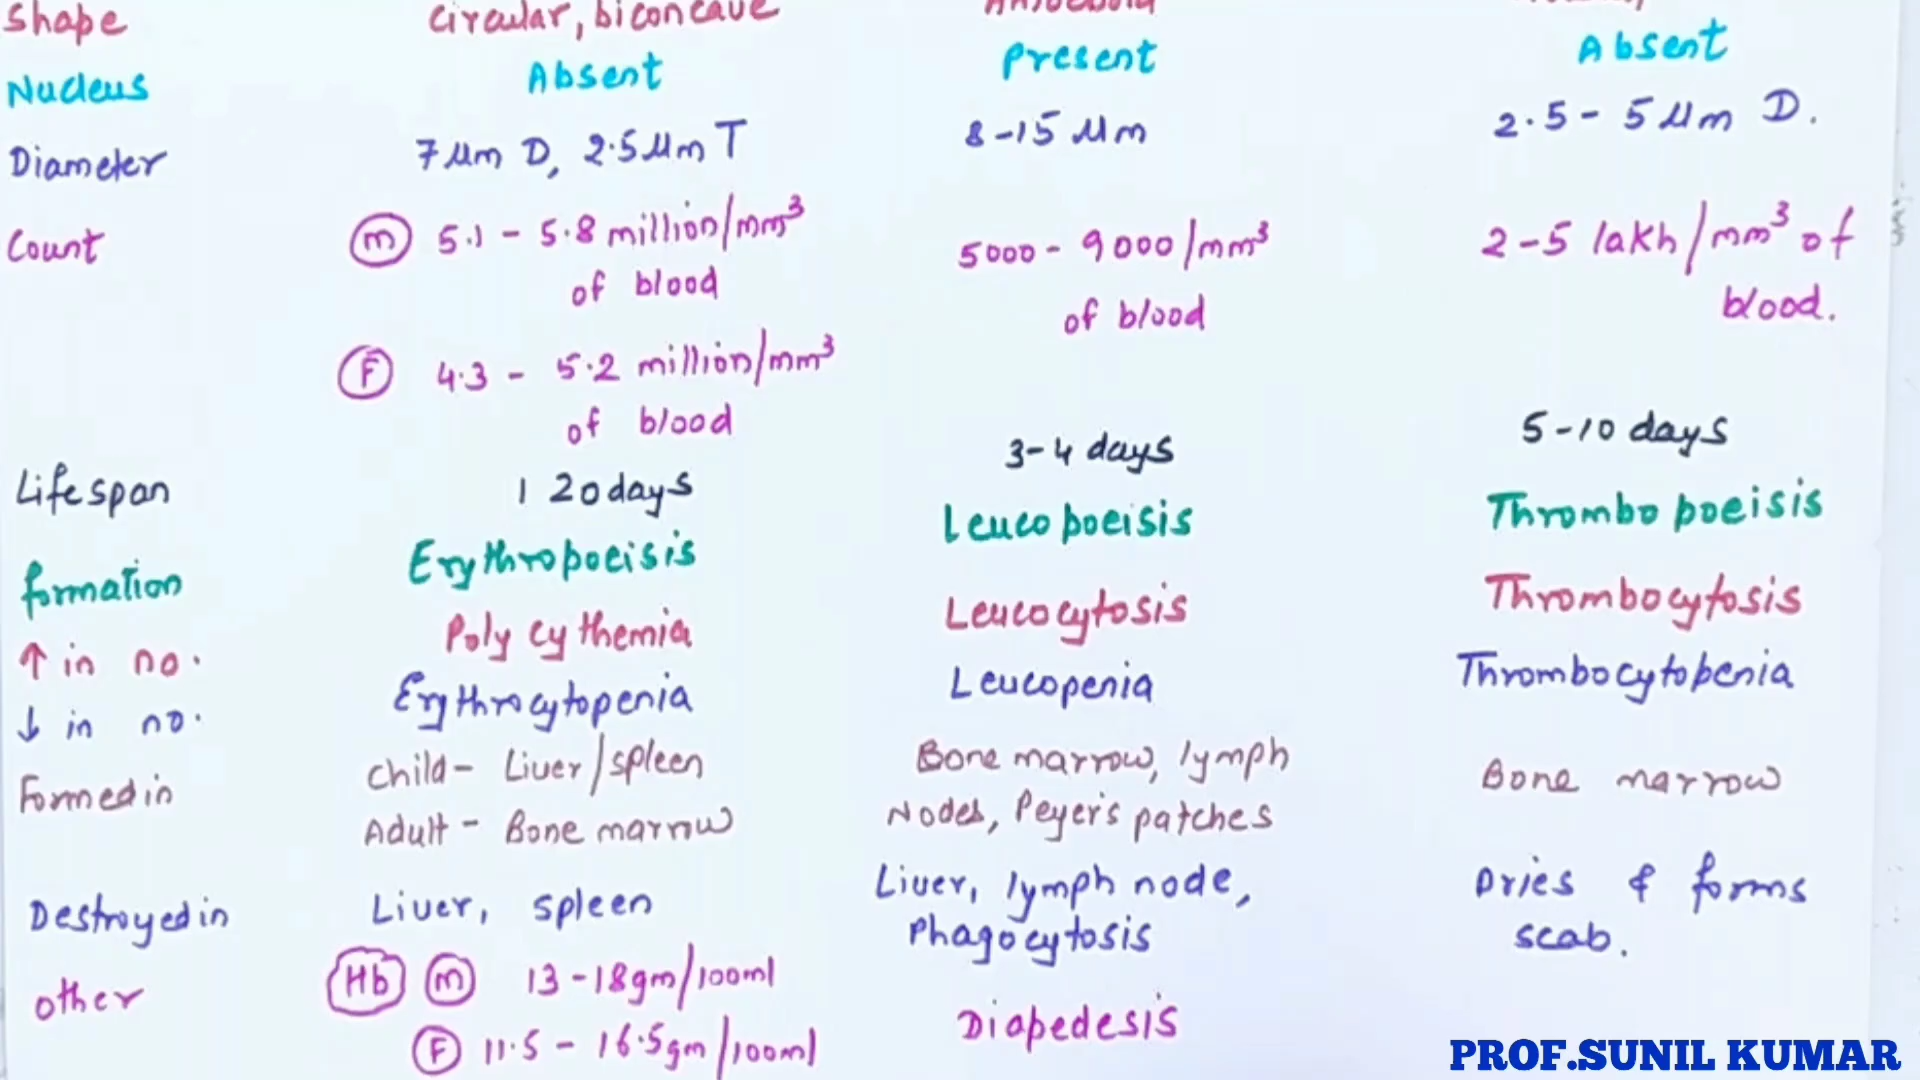 Shape Circular, biconcave Amoeboid
Nucleus Absent Present Absent
Diameter 7 μm D, 2.5 μm T 8-15 μm 2.5 - 5 μm D.
Count (m) 5.1 - 5.8 million/mm³ 5000 - 9000/mm³ 2-5 lakh/mm³ of
of blood of blood blood.
(F) 4.3 - 5.2 million/mm³
of blood
Lifespan 120 days 3-4 days 5-10 days
formation Erythropoeisis Leucopoeisis Thrombopoeisis
↑ in no. Polycythemia Leucocytosis Thrombocytosis
↓ in no. Erythrocytopenia Leucopenia Thrombocytopenia
Formed in Child - Liver/spleen Bone marrow, lymph Bone marrow
Adult - Bone marrow Nodes, Peyer's patches
Destroyed in Liver, spleen Liver, lymph node, Dries & forms
Phagocytosis scab.
other (Hb) (m) 13-18gm/100ml Diapedesis
(F) 11.5 - 16.5gm/100ml
PROF.SUNIL KUMAR